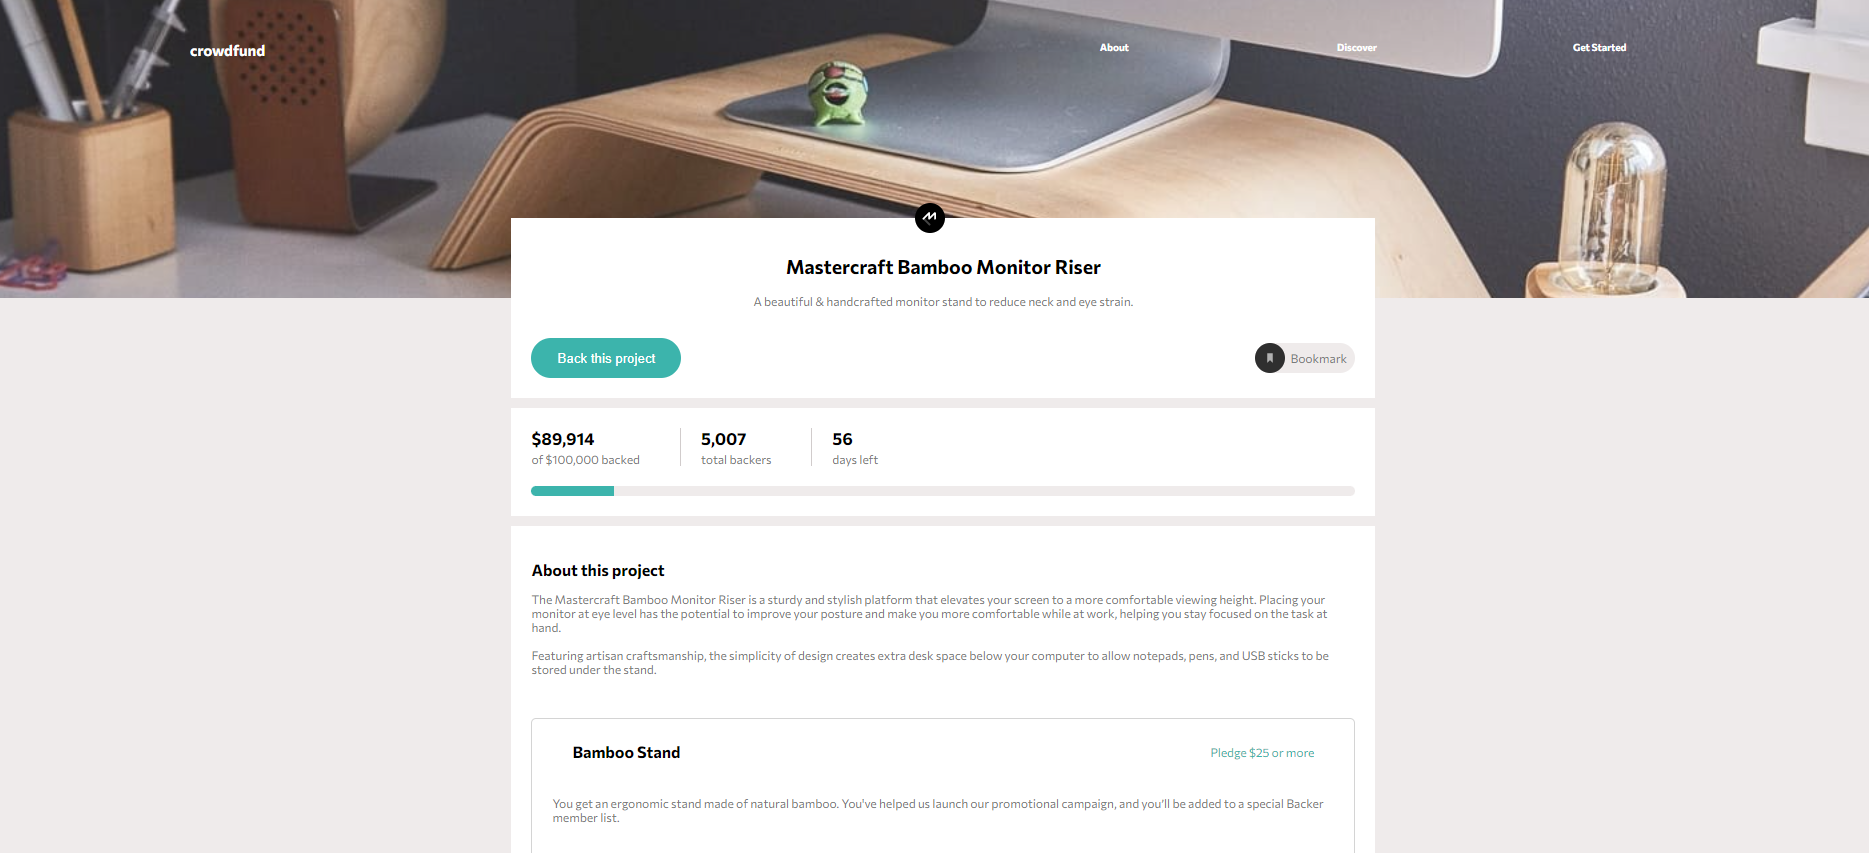 crowdfund
About
Discover
Get Started
Mastercraft Bamboo Monitor Riser
A beautiful & handcrafted monitor stand to reduce neck and eye strain.
Back this project
Bookmark
$89,914
of $100,000 backed
5,007
total backers
56
days left
About this project
The Mastercraft Bamboo Monitor Riser is a sturdy and stylish platform that elevates your screen to a more comfortable viewing height. Placing your
monitor at eye level has the potential to improve your posture and make you more comfortable while at work, helping you stay focused on the task at
hand.
Featuring artisan craftsmanship, the simplicity of design creates extra desk space below your computer to allow notepads, pens, and USB sticks to be
stored under the stand.
Bamboo Stand
Pledge $25 or more
You get an ergonomic stand made of natural bamboo. You've helped us launch our promotional campaign, and you'll be added to a special Backer
member list.